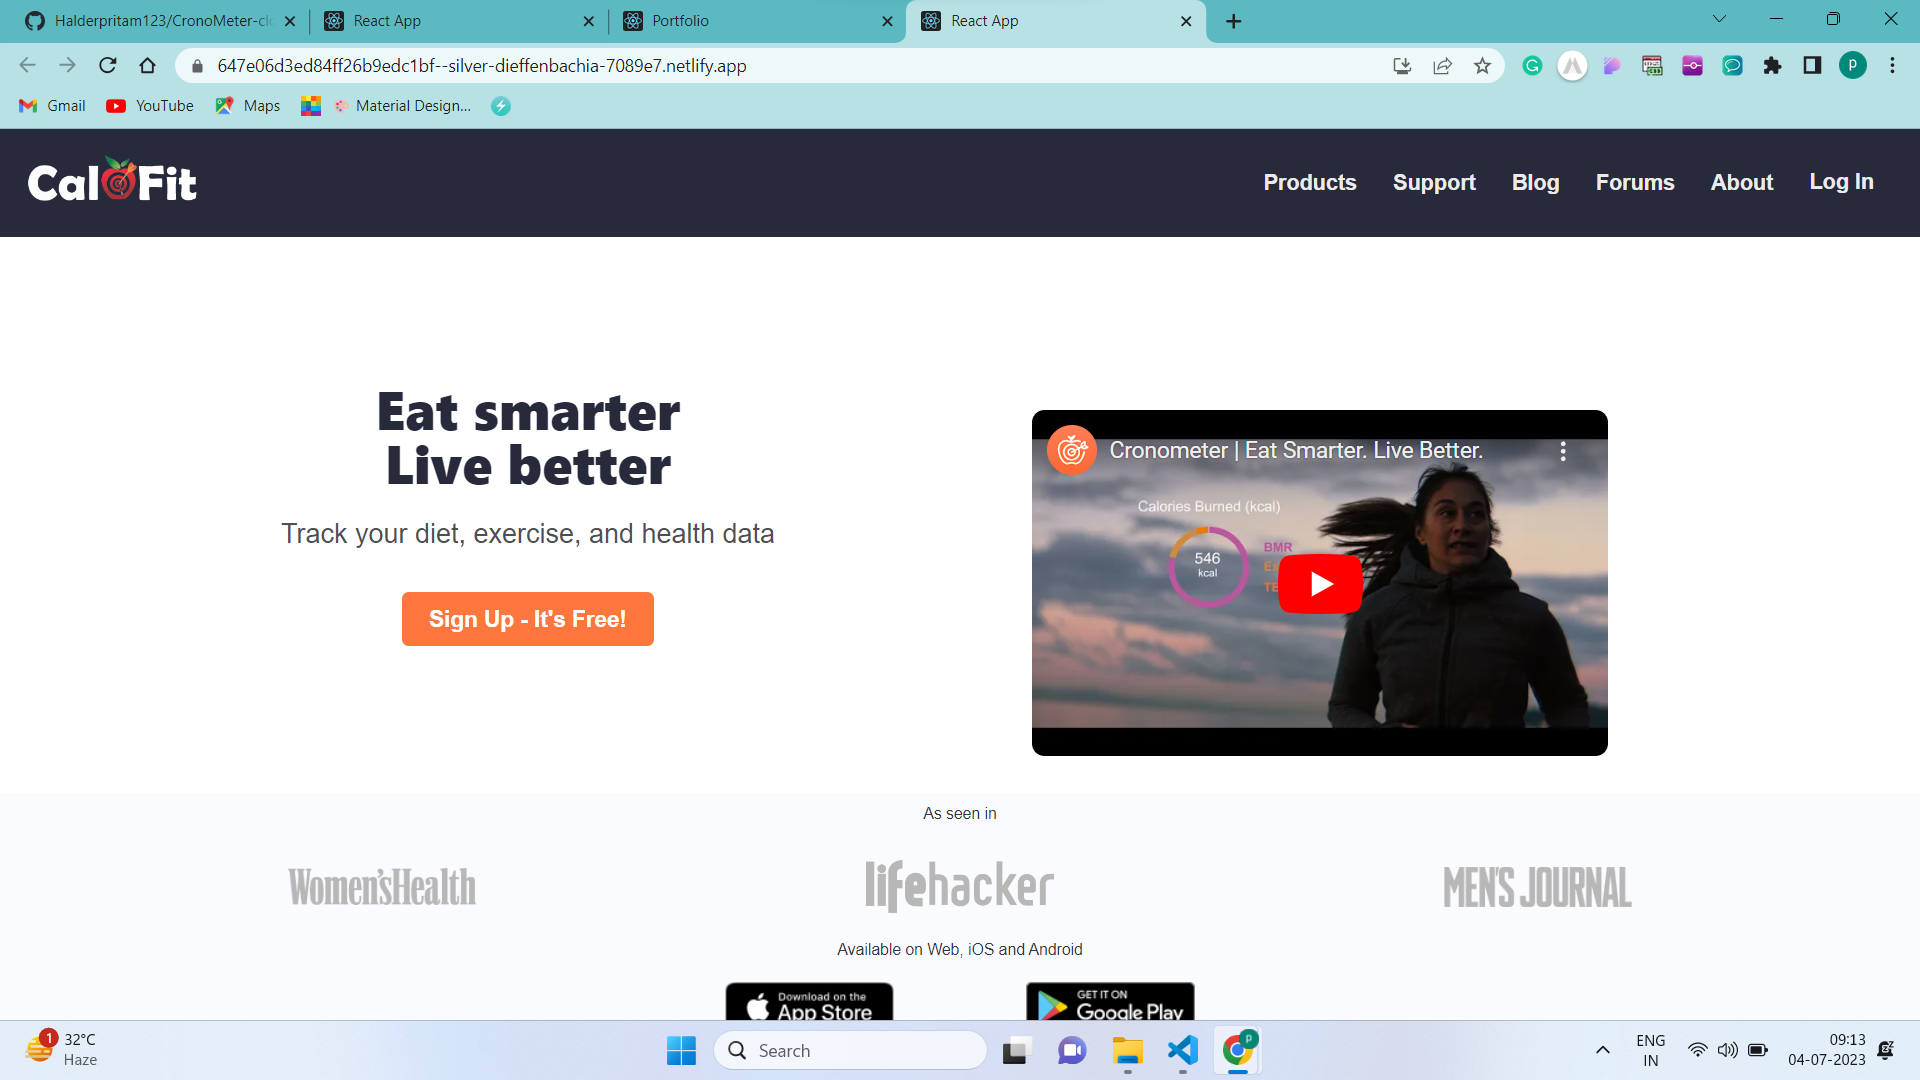 Halderpritam123/CronoMeter-clo
React App
Portfolio
React App
647e06d3ed84ff26b9edc1bf--silver-dieffenbachia-7089e7.netlify.app
P
Gmail
YouTube
Maps
Material Design...
CaloFit
Products
Support
Blog
Forums
About
Log In
Eat smarter
Live better
Track your diet, exercise, and health data
Sign Up - It's Free!
Cronometer | Eat Smarter. Live Better.
Calories Burned (kcal)
546
kcal
BMR
As seen in
Women'sHealth
lifehacker
MEN'S JOURNAL
Available on Web, iOS and Android
Download on the
App Store
GET IT ON
Google Play
1
32°C
Haze
Search
P
ENG
IN
09:13
04-07-2023